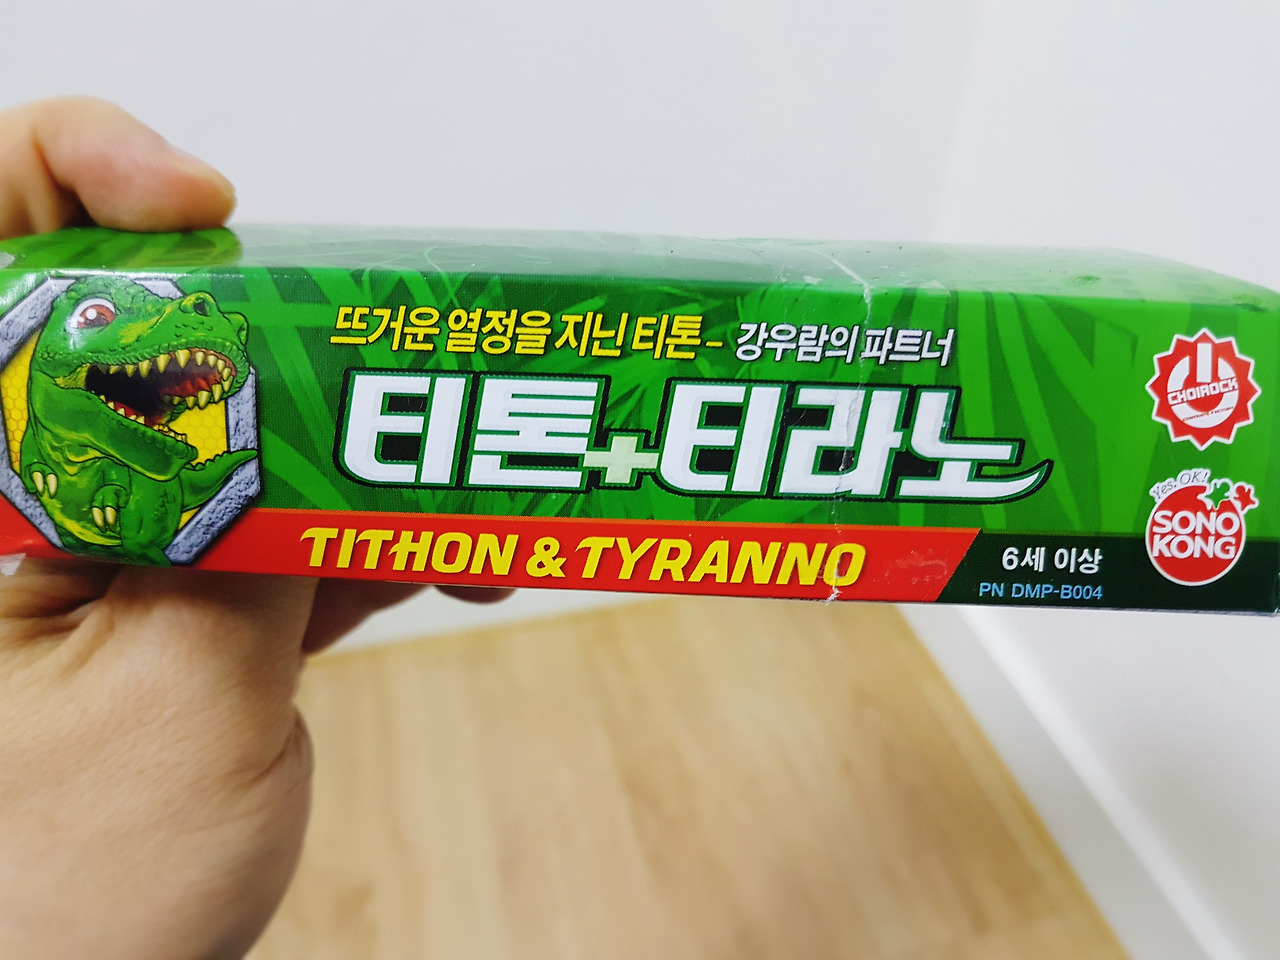 뜨거운 열정을 지닌 티톤 - 강우람의 파트너
티톤+티라노
TITHON & TYRANNO
6세 이상
PN DMP-B004
CHOIROCK
Yes, OK!
SONO
KONG